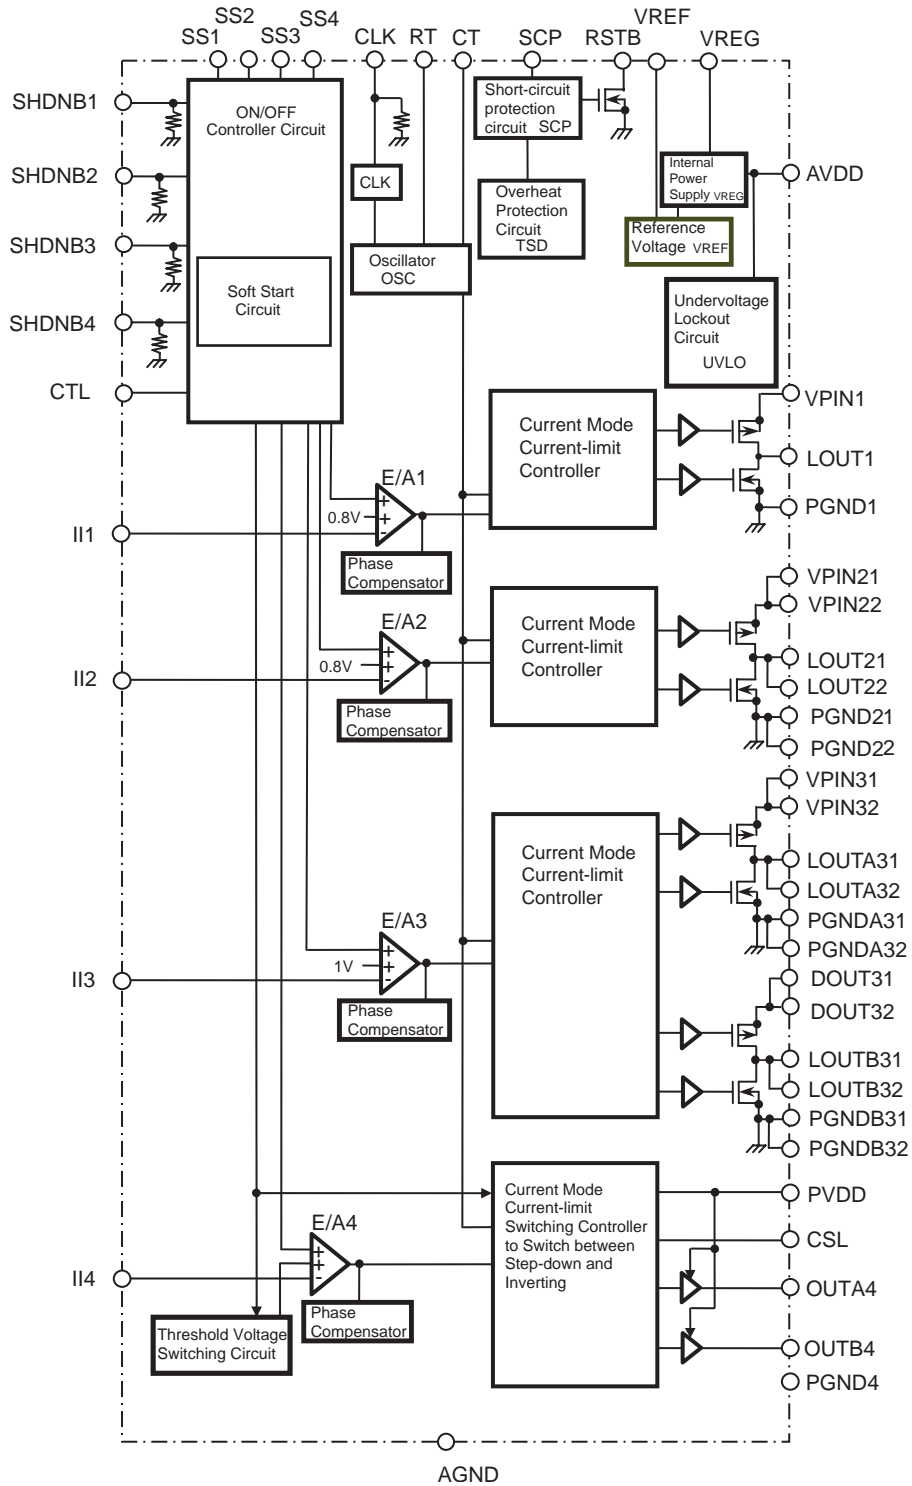 SS2
SS4
VREF
SS1
SS3
CLK
RT
CT
SCP
RSTB
VREG
SHDNB1
ON/OFF
Controller Circuit
Short-circuit
protection
circuit SCP
SHDNB2
CLK
Overheat
Protection
Circuit
TSD
Internal
Power
Supply VREG
AVDD
SHDNB3
Oscillator
OSC
Reference
Voltage VREF
Soft Start
Circuit
SHDNB4
Undervoltage
Lockout
Circuit
UVLO
CTL
VPIN1
Current Mode
Current-limit
Controller
LOUT1
E/A1
+
0.8V
+
-
PGND1
II1
Phase
Compensator
VPIN21
VPIN22
E/A2
Current Mode
Current-limit
Controller
+
0.8V
+
-
LOUT21
II2
LOUT22
Phase
Compensator
PGND21
PGND22
VPIN31
VPIN32
Current Mode
Current-limit
Controller
LOUTA31
LOUTA32
E/A3
PGNDA31
+
1V
+
-
PGNDA32
II3
DOUT31
Phase
Compensator
DOUT32
LOUTB31
LOUTB32
PGNDB31
PGNDB32
Current Mode
Current-limit
Switching Controller
to Switch between
Step-down and
Inverting
PVDD
E/A4
CSL
+
+
-
II4
OUTA4
Phase
Compensator
Threshold Voltage
Switching Circuit
OUTB4
PGND4
AGND